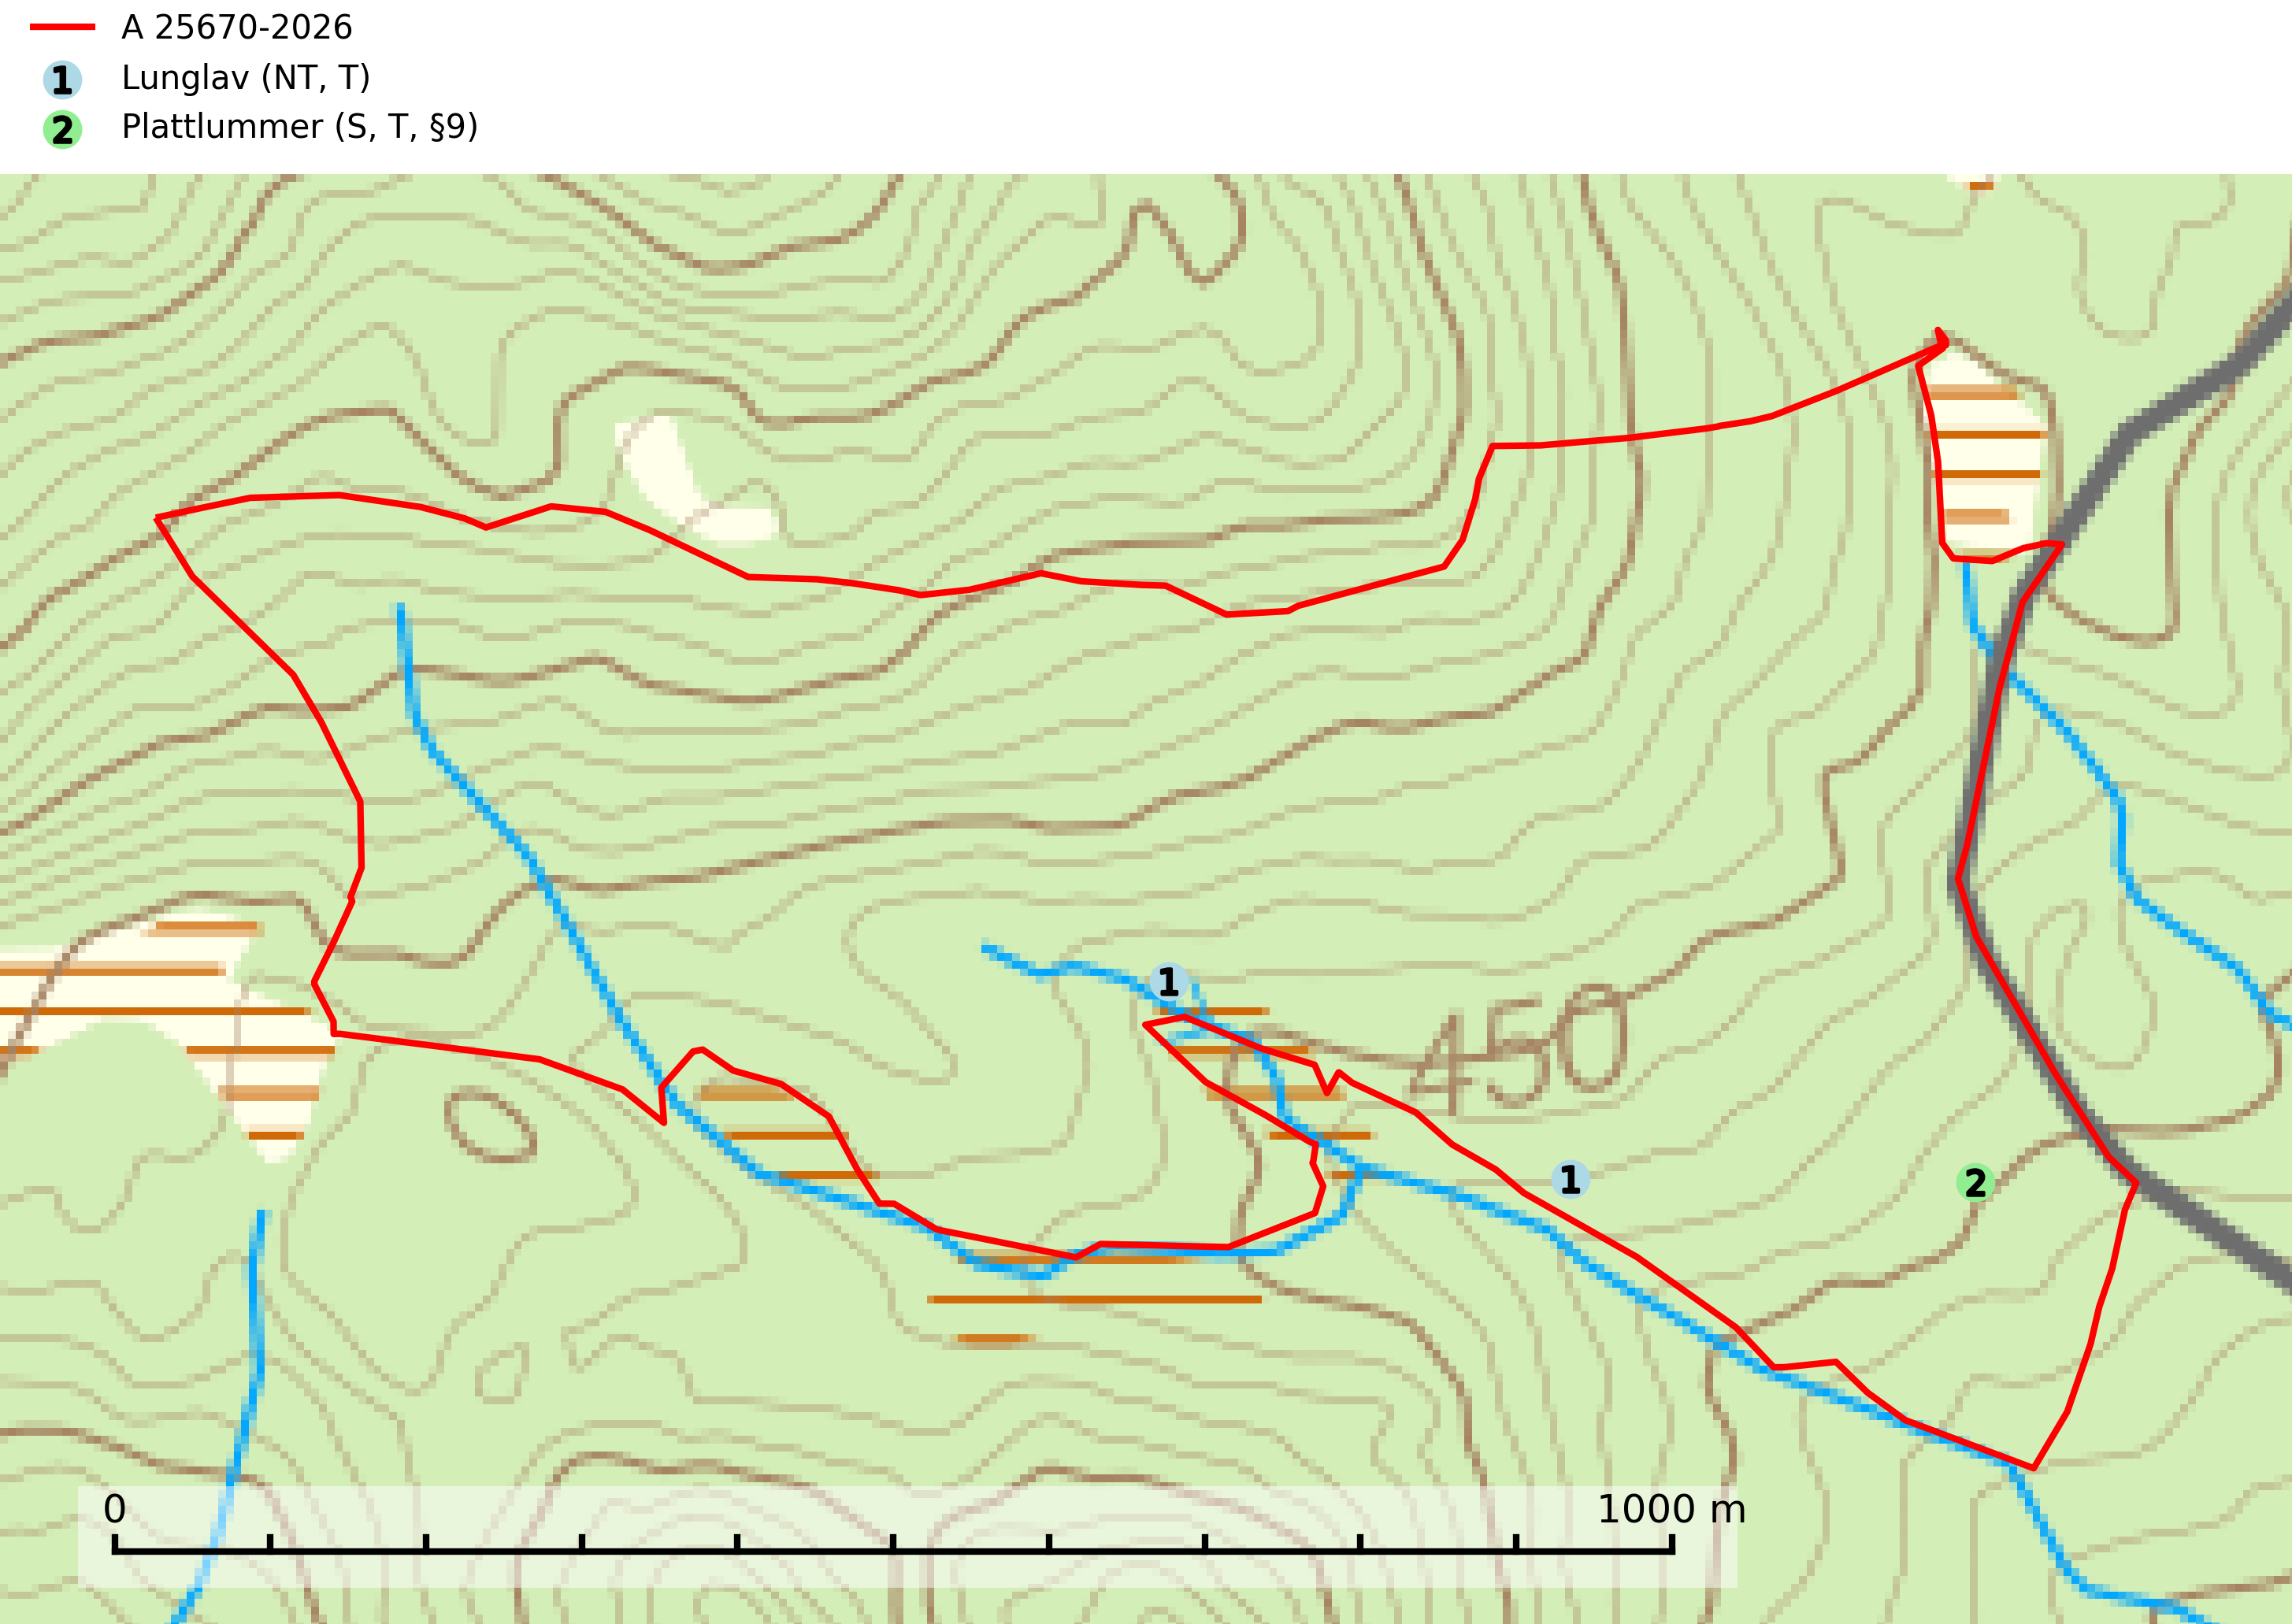 A 25670-2026
1 Lunglav (NT, T)
2 Plattlummer (S, T, §9)
1
450
1
2
0 1000 m